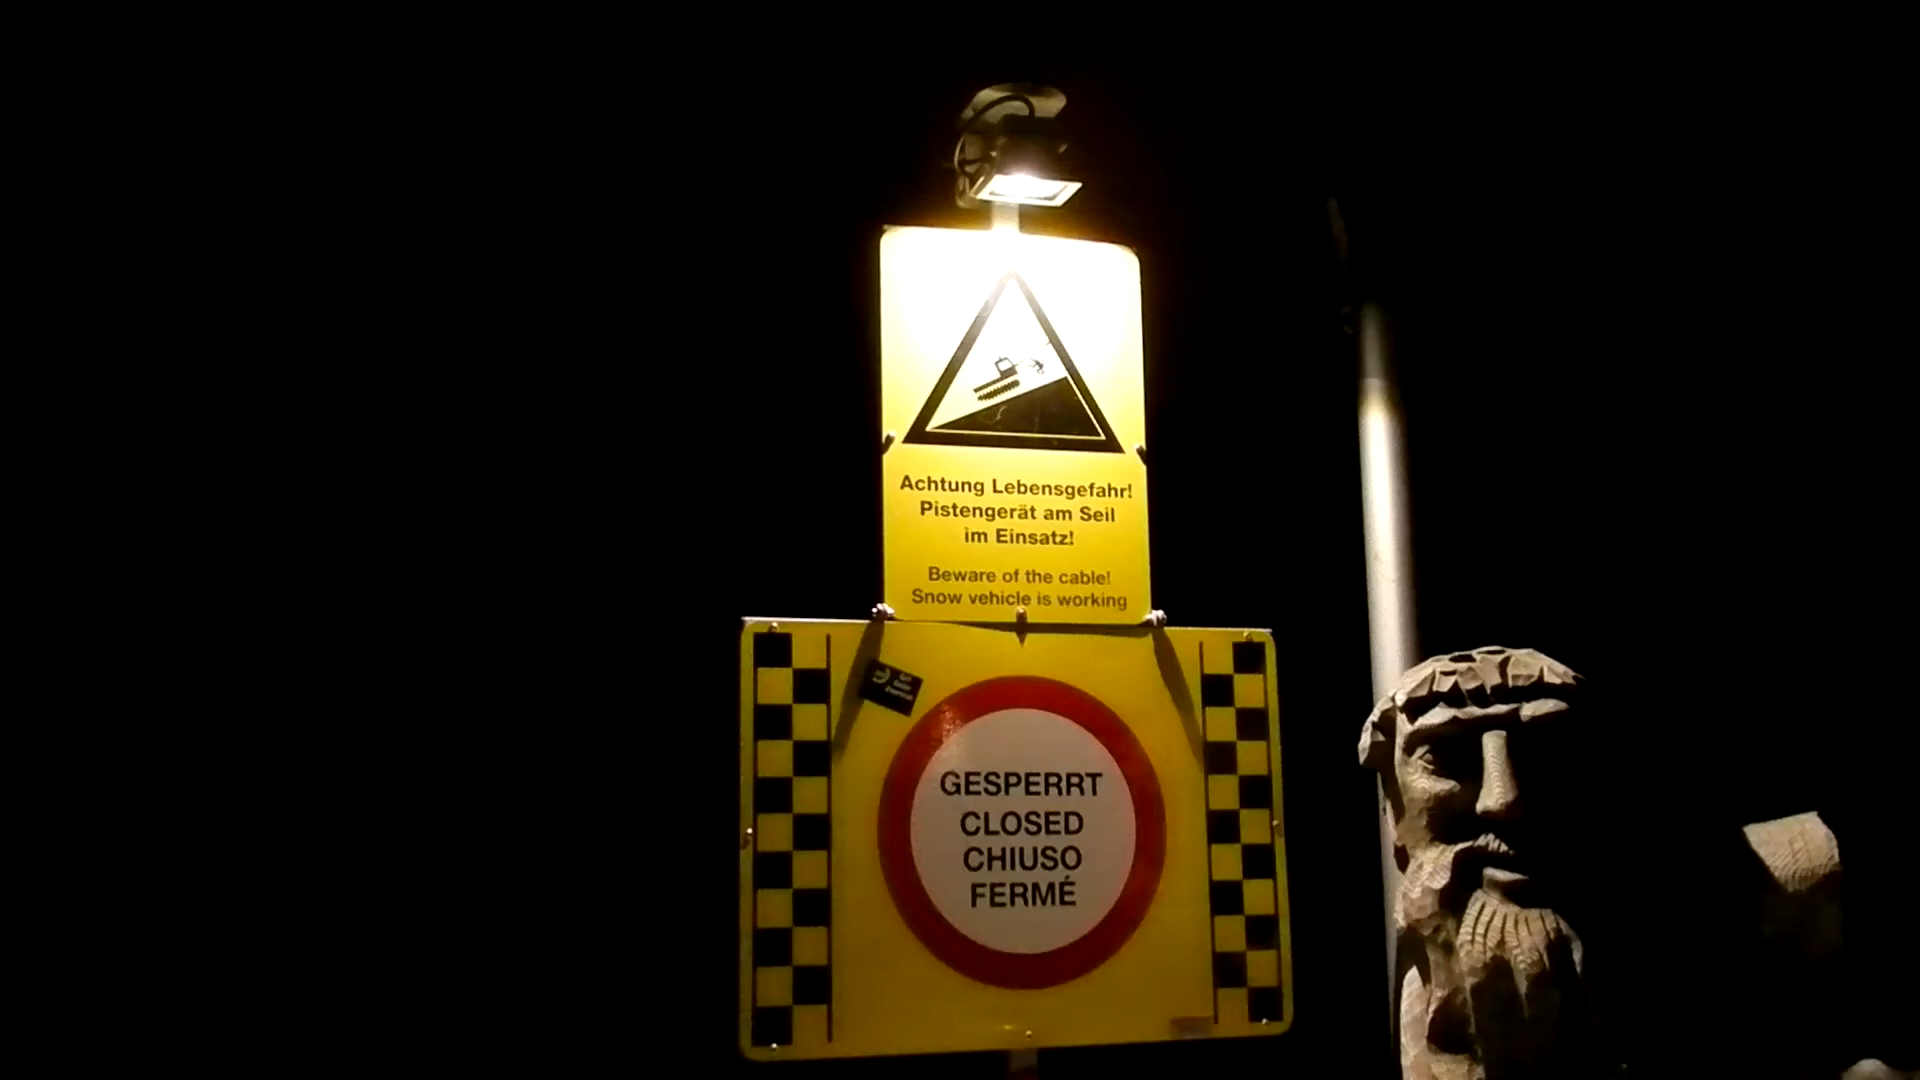 Achtung Lebensgefahr!
Pistengerät am Seil
im Einsatz!
Beware of the cable!
Snow vehicle is working
GESPERRT
CLOSED
CHIUSO
FERMÉ